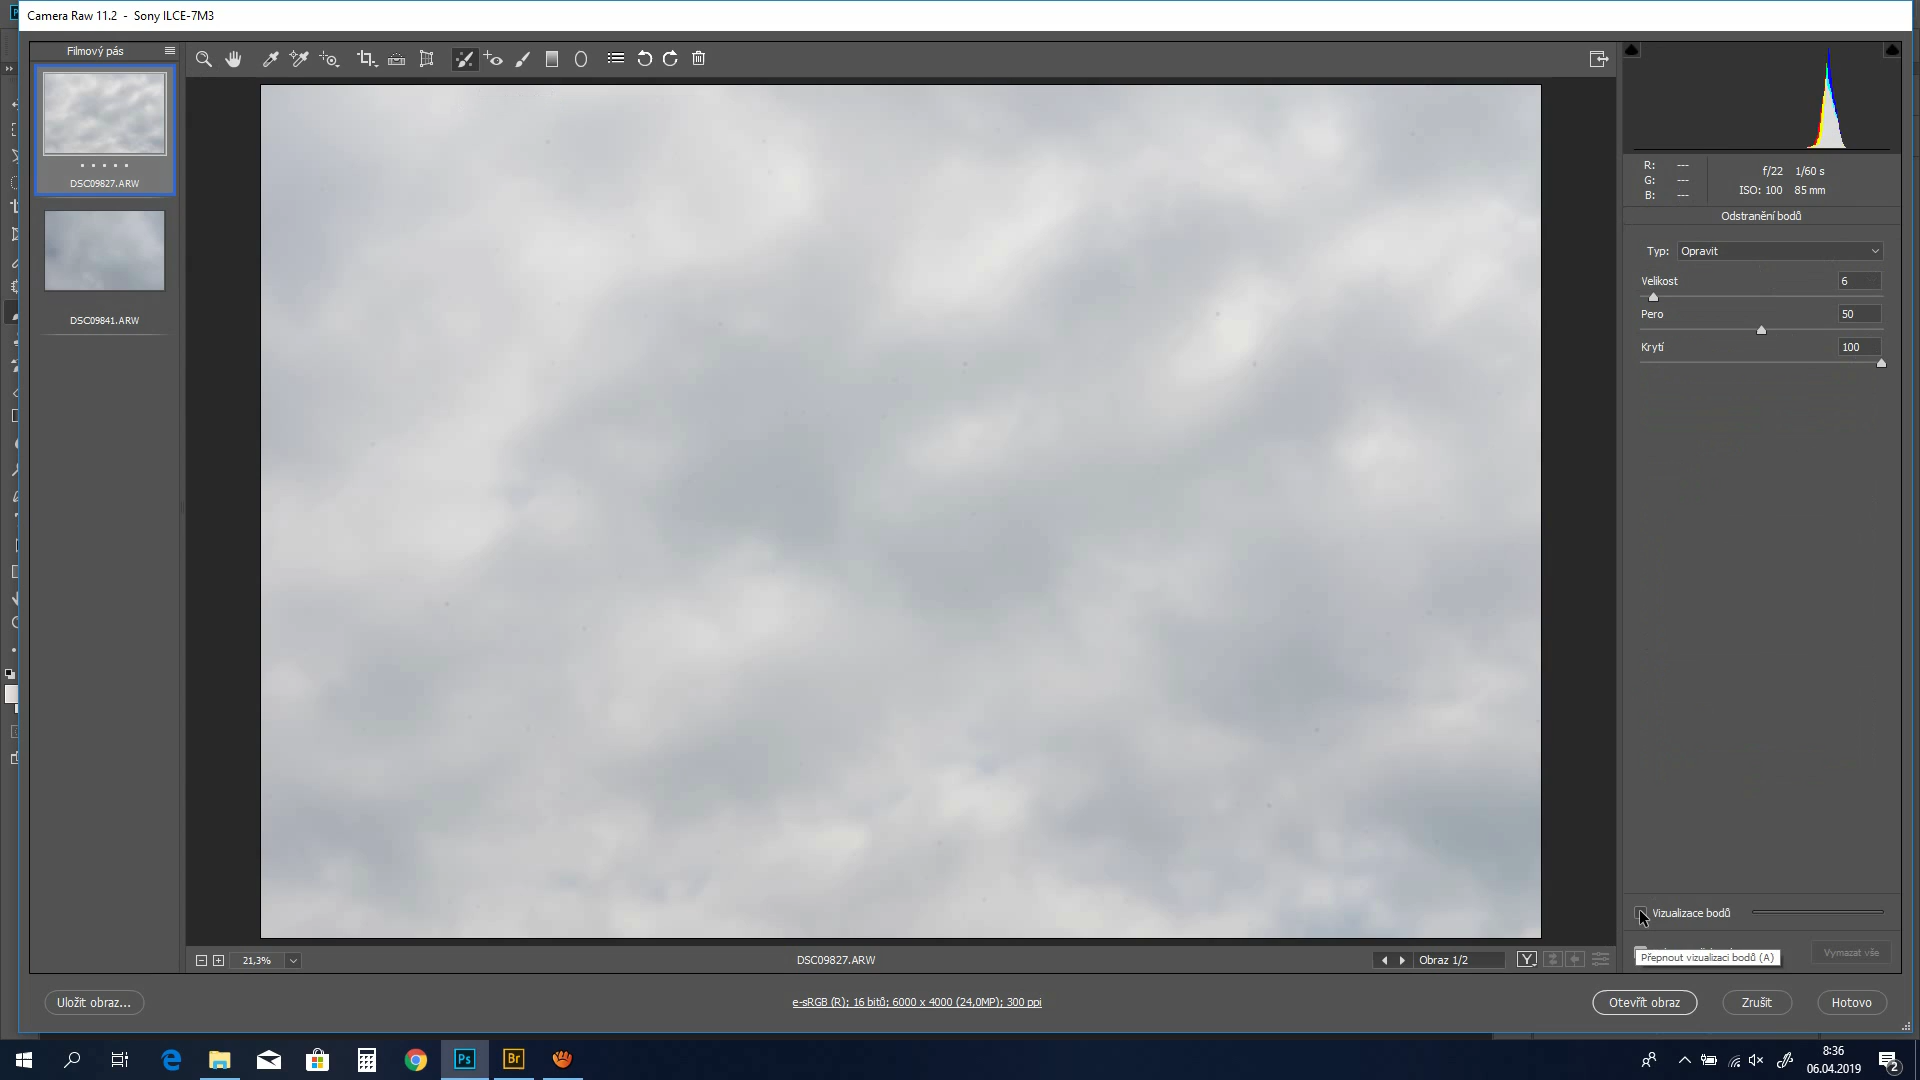 Camera Raw 11.2 - Sony ILCE-7M3
Filmový pás
DSC09827.ARW
DSC09841.ARW
R: ---
G: ---
B: ---
f/22 1/60 s
ISO: 100 85 mm
Odstranění bodů
Typ: Opravit
Velikost 6
Pero 50
Krytí 100
Vizualizace bodů
Přepnout vizualizaci bodů (A)
Vymazat vše
21,3%
DSC09827.ARW
Obraz 1/2
Y
Uložit obraz...
e-sRGB (R); 16 bitů; 6000 x 4000 (24,0MP); 300 ppi
Otevřít obraz
Zrušit
Hotovo
Ps
Br
8:36
06.04.2019
2